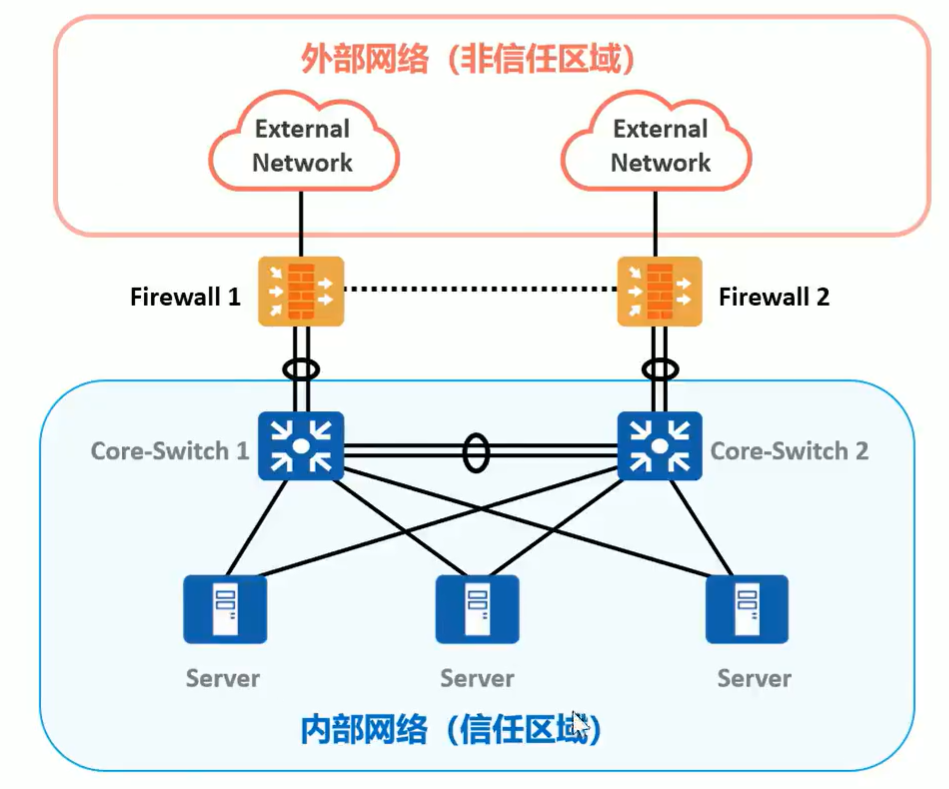 外部网络（非信任区域）
External
Network
External
Network
Firewall 1
Firewall 2
Core-Switch 1
Core-Switch 2
Server
Server
Server
内部网络（信任区域）